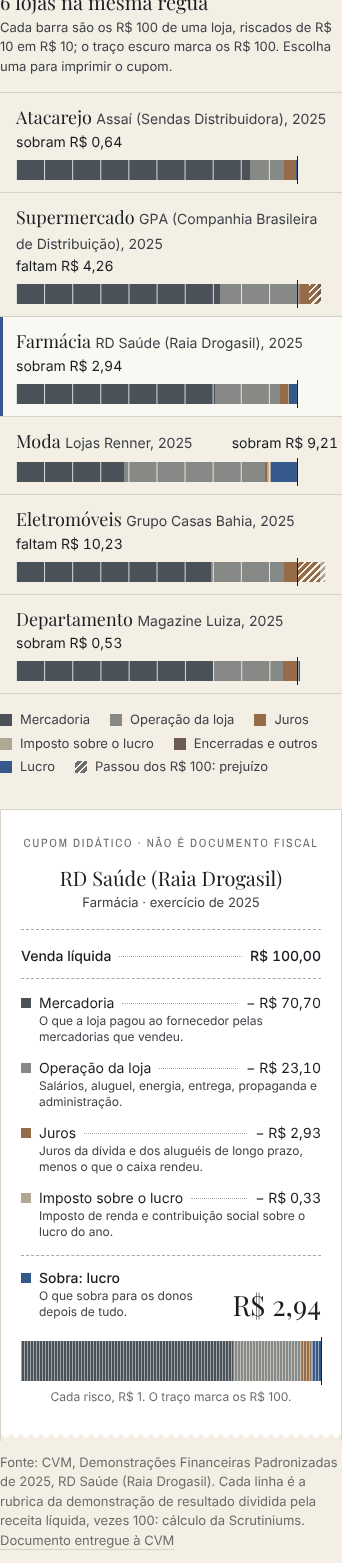 6 lojas na mesma régua
Cada barra são os R$ 100 de uma loja, riscados de R$
10 em R$ 10; o traço escuro marca os R$ 100. Escolha
uma para imprimir o cupom.
Atacarejo Assaí (Sendas Distribuidora), 2025
sobram R$ 0,64
Supermercado GPA (Companhia Brasileira
de Distribuição), 2025
faltam R$ 4,26
Farmácia RD Saúde (Raia Drogasil), 2025
sobram R$ 2,94
Moda Lojas Renner, 2025 sobram R$ 9,21
Eletromóveis Grupo Casas Bahia, 2025
faltam R$ 10,23
Departamento Magazine Luiza, 2025
sobram R$ 0,53
Mercadoria Operação da loja Juros
Imposto sobre o lucro Encerradas e outros
Lucro Passou dos R$ 100: prejuízo
CUPOM DIDÁTICO · NÃO É DOCUMENTO FISCAL
RD Saúde (Raia Drogasil)
Farmácia · exercício de 2025
Venda líquida R$ 100,00
Mercadoria − R$ 70,70
O que a loja pagou ao fornecedor pelas
mercadorias que vendeu.
Operação da loja − R$ 23,10
Salários, aluguel, energia, entrega, propaganda e
administração.
Juros − R$ 2,93
Juros da dívida e dos aluguéis de longo prazo,
menos o que o caixa rendeu.
Imposto sobre o lucro − R$ 0,33
Imposto de renda e contribuição social sobre o
lucro do ano.
Sobra: lucro
O que sobra para os donos
depois de tudo.
R$ 2,94
Cada risco, R$ 1. O traço marca os R$ 100.
Fonte: CVM, Demonstrações Financeiras Padronizadas
de 2025, RD Saúde (Raia Drogasil). Cada linha é a
rubrica da demonstração de resultado dividida pela
receita líquida, vezes 100: cálculo da Scrutiniums.
Documento entregue à CVM